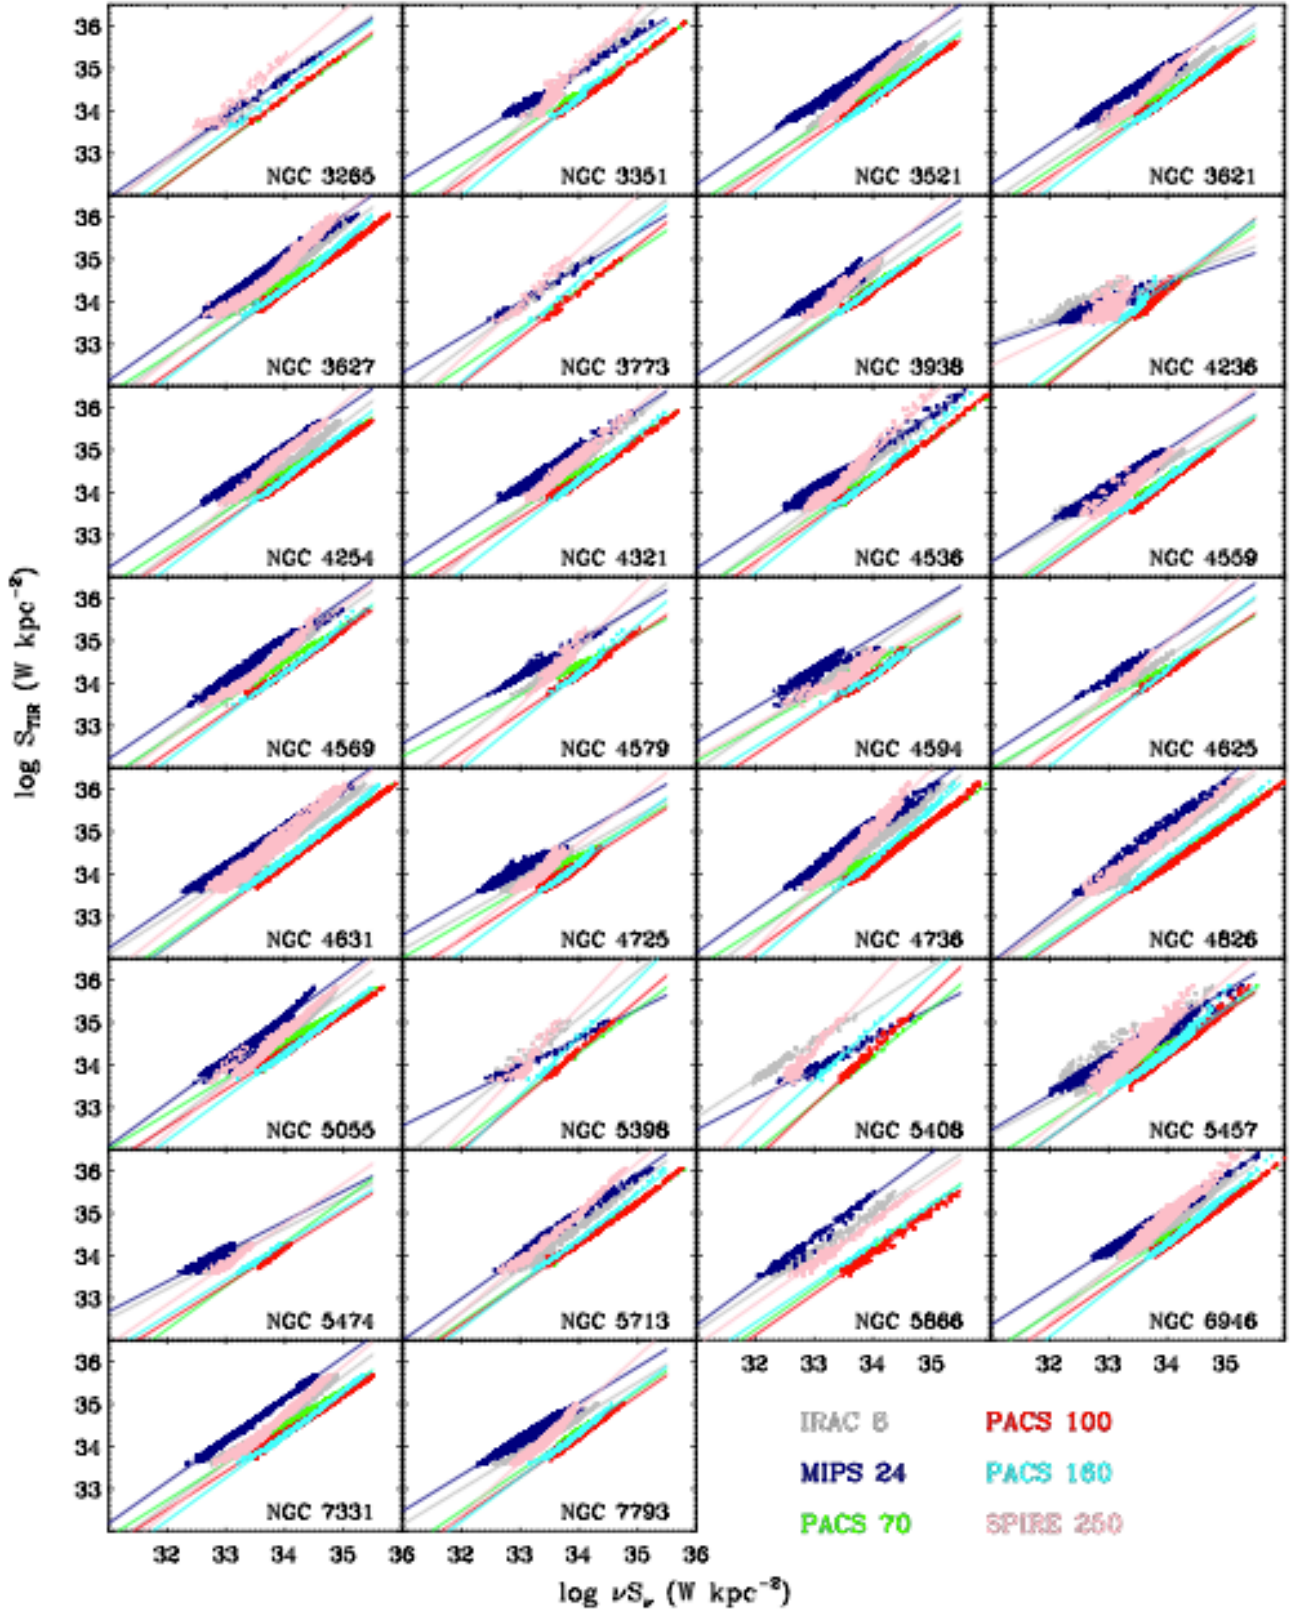 36
35
34
33
NGC 3265
NGC 3351
NGC 3521
NGC 3621
36
35
34
33
NGC 3627
NGC 3773
NGC 3938
NGC 4236
36
35
34
33
NGC 4254
NGC 4321
NGC 4536
NGC 4559
log S_TIR (W kpc⁻²)
36
35
34
33
NGC 4569
NGC 4579
NGC 4594
NGC 4625
36
35
34
33
NGC 4631
NGC 4725
NGC 4736
NGC 4826
36
35
34
33
NGC 5055
NGC 5398
NGC 5408
NGC 5457
36
35
34
33
NGC 5474
NGC 5713
NGC 5866
NGC 6946
32 33 34 35
32 33 34 35
36
35
34
33
NGC 7331
NGC 7793
32 33 34 35 36
32 33 34 35 36
log νS_ν (W kpc⁻²)
IRAC 8
PACS 100
MIPS 24
PACS 160
PACS 70
SPIRE 250